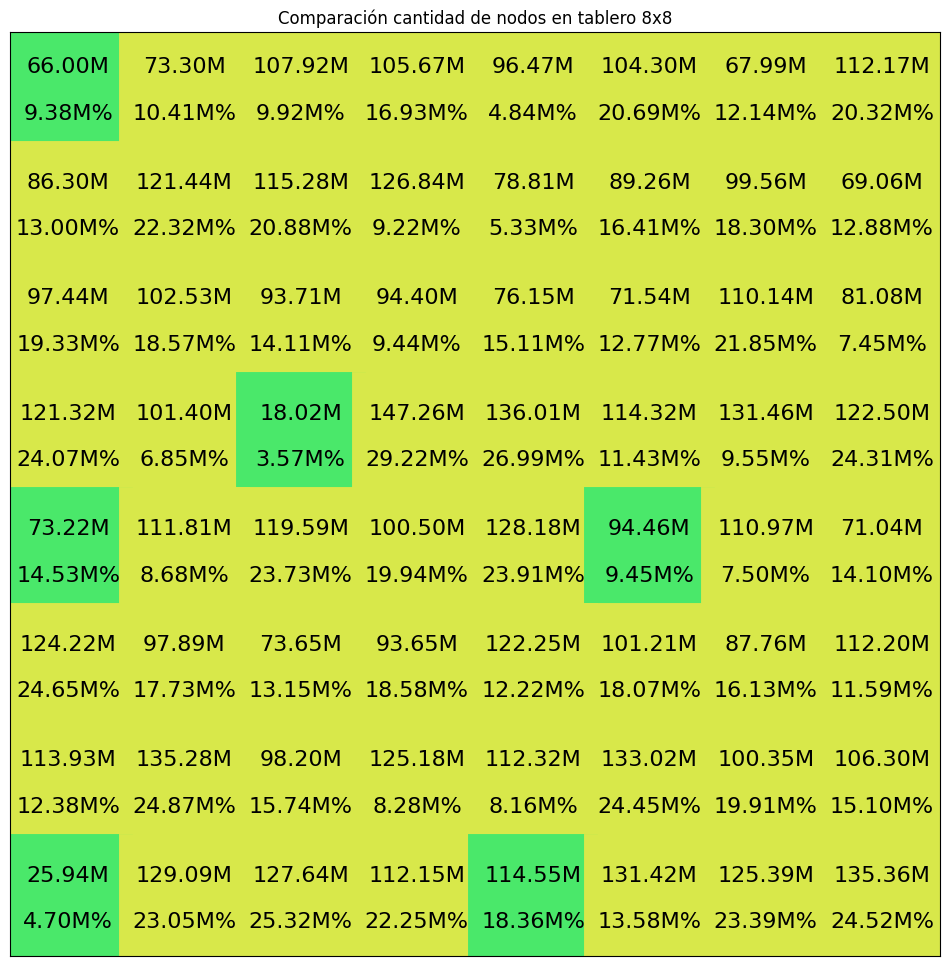 Comparación cantidad de nodos en tablero 8x8
66.00M 73.30M 107.92M 105.67M 96.47M 104.30M 67.99M 112.17M
9.38M% 10.41M% 9.92M% 16.93M% 4.84M% 20.69M% 12.14M% 20.32M%
86.30M 121.44M 115.28M 126.84M 78.81M 89.26M 99.56M 69.06M
13.00M% 22.32M% 20.88M% 9.22M% 5.33M% 16.41M% 18.30M% 12.88M%
97.44M 102.53M 93.71M 94.40M 76.15M 71.54M 110.14M 81.08M
19.33M% 18.57M% 14.11M% 9.44M% 15.11M% 12.77M% 21.85M% 7.45M%
121.32M 101.40M 18.02M 147.26M 136.01M 114.32M 131.46M 122.50M
24.07M% 6.85M% 3.57M% 29.22M% 26.99M% 11.43M% 9.55M% 24.31M%
73.22M 111.81M 119.59M 100.50M 128.18M 94.46M 110.97M 71.04M
14.53M% 8.68M% 23.73M% 19.94M% 23.91M% 9.45M% 7.50M% 14.10M%
124.22M 97.89M 73.65M 93.65M 122.25M 101.21M 87.76M 112.20M
24.65M% 17.73M% 13.15M% 18.58M% 12.22M% 18.07M% 16.13M% 11.59M%
113.93M 135.28M 98.20M 125.18M 112.32M 133.02M 100.35M 106.30M
12.38M% 24.87M% 15.74M% 8.28M% 8.16M% 24.45M% 19.91M% 15.10M%
25.94M 129.09M 127.64M 112.15M 114.55M 131.42M 125.39M 135.36M
4.70M% 23.05M% 25.32M% 22.25M% 18.36M% 13.58M% 23.39M% 24.52M%